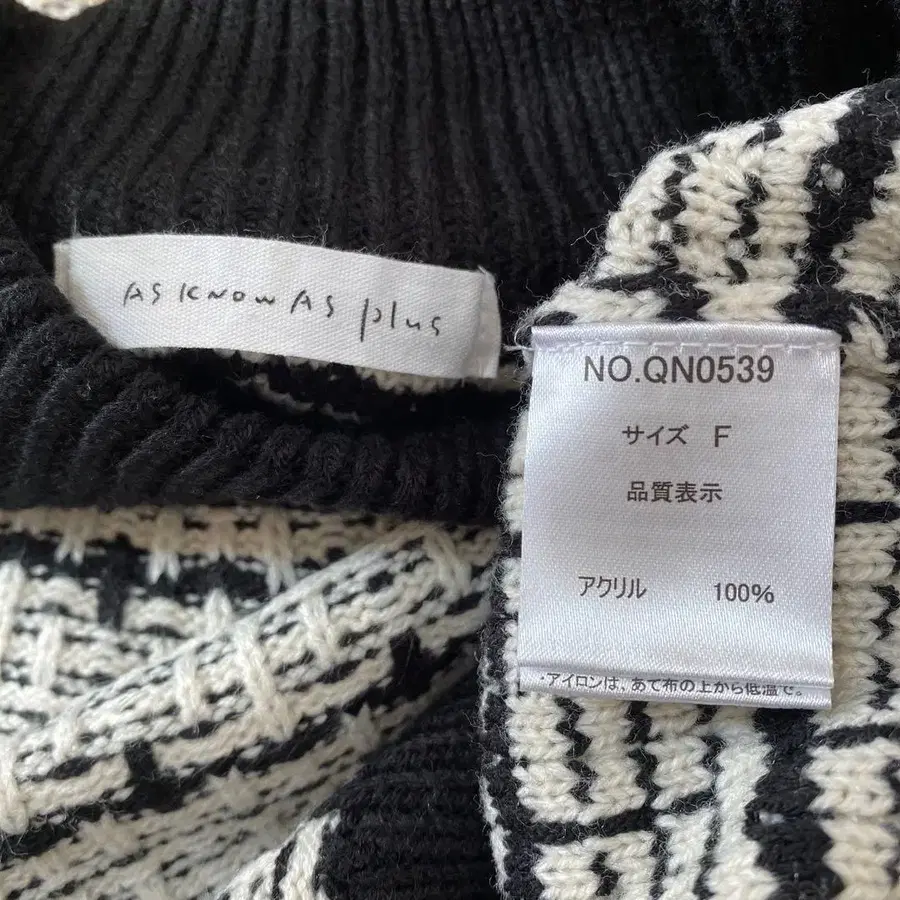 AS KNOW AS plus
NO.QN0539
サイズ F
品質表示
アクリル 100%
・アイロンは、あて布の上から低温で。